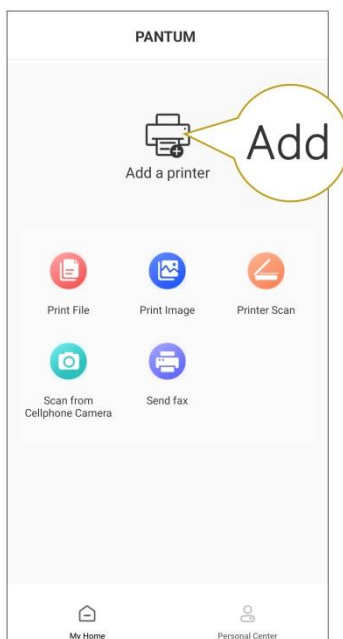 PANTUM
Add
Add a printer
Print File
Print Image
Printer Scan
Scan from
Cellphone Camera
Send fax
My Home
Personal Center